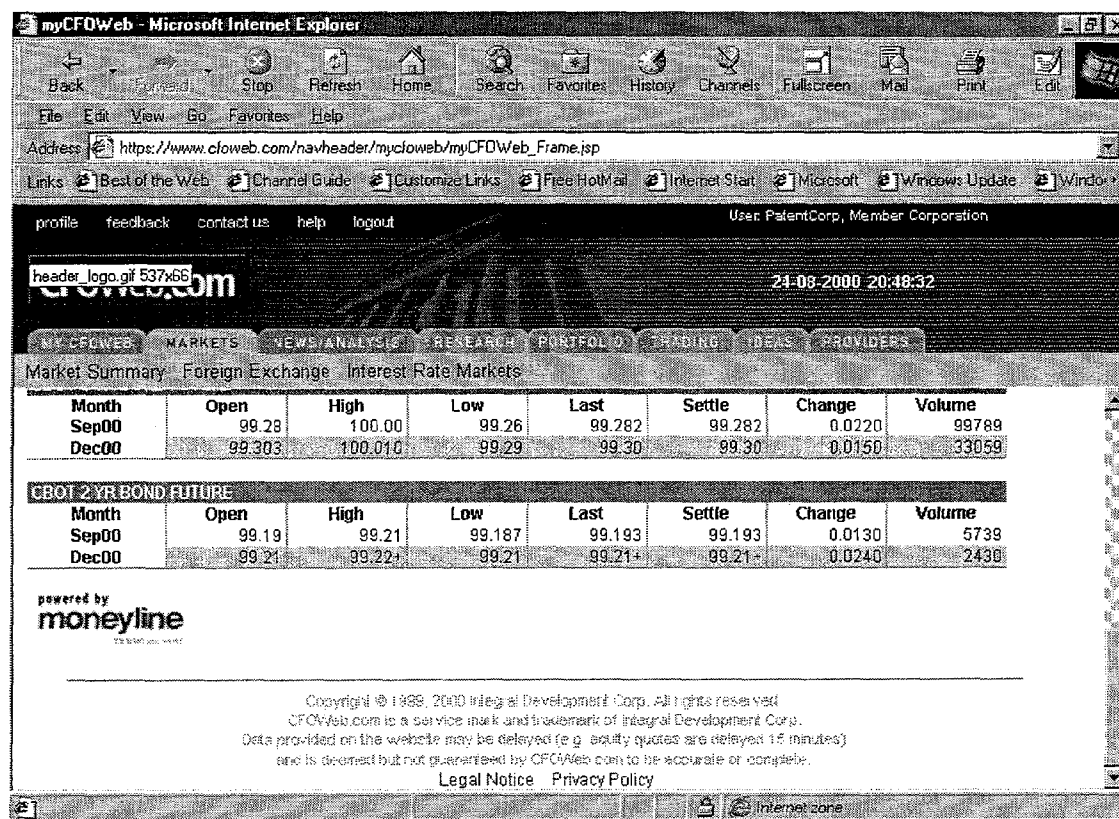 myCFOWeb - Microsoft Internet Explorer
Back Forward Stop Refresh Home Search Favorites History Channels Fullscreen Mail Print Edit
File Edit View Go Favorites Help
Address https://www.cfoweb.com/navheader/mycfoweb/myCFOWeb_Frame.jsp
Links Best of the Web Channel Guide Customize Links Free HotMail Internet Start Microsoft Windows Update Window
profile feedback contact us help logout User: PatentCorp, Member Corporation
header_logo.gif 537x66
CFOWeb.com 24-08-2000 20:48:32
MY CFOWEB MARKETS NEWS/ANALYSIS RESEARCH PORTFOLIO TRADING IDEAS PROVIDERS
Market Summary Foreign Exchange Interest Rate Markets
Month Open High Low Last Settle Change Volume
Sep00 99.28 100.00 99.26 99.282 99.282 0.0220 99789
Dec00 99.303 100.010 99.29 99.30 99.30 0.0150 33059
CBOT 2 YR BOND FUTURE
Month Open High Low Last Settle Change Volume
Sep00 99.19 99.21 99.187 99.193 99.193 0.0130 5739
Dec00 99.21 99.22+ 99.21 99.21+ 99.21+ 0.0240 2430
powered by
moneyline
Copyright © 1999, 2000 Integral Development Corp. All rights reserved
CFOWeb.com is a service mark and trademark of Integral Development Corp.
Data provided on the website may be delayed (e.g. equity quotes are delayed 15 minutes)
and is deemed but not guaranteed by CFOWeb.com to be accurate or complete.
Legal Notice Privacy Policy
Internet zone